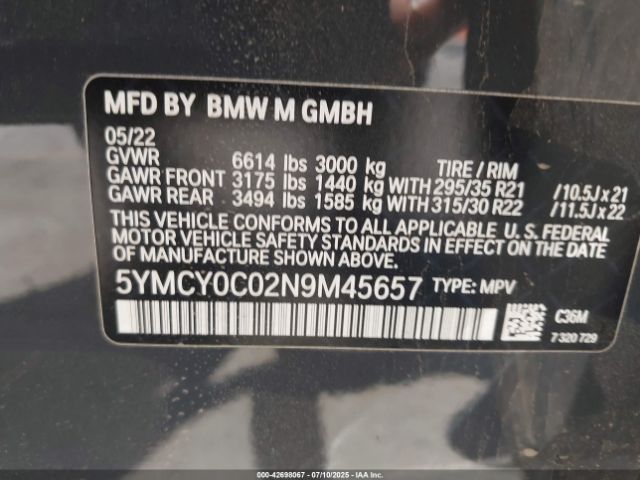 MFD BY BMW M GMBH
05/22
GVWR 6614 lbs 3000 kg TIRE / RIM
GAWR FRONT 3175 lbs 1440 kg WITH 295/35 R21 /10.5J x 21
GAWR REAR 3494 lbs 1585 kg WITH 315/30 R22 /11.5J x 22
THIS VEHICLE CONFORMS TO ALL APPLICABLE U. S. FEDERAL
MOTOR VEHICLE SAFETY STANDARDS IN EFFECT ON THE DATE
OF MANUFACTURE SHOWN ABOVE.
5YMCY0C02N9M45657 TYPE: MPV
C36M
7 320 729
000-42698067 - 07/10/2025 - IAAI.COM